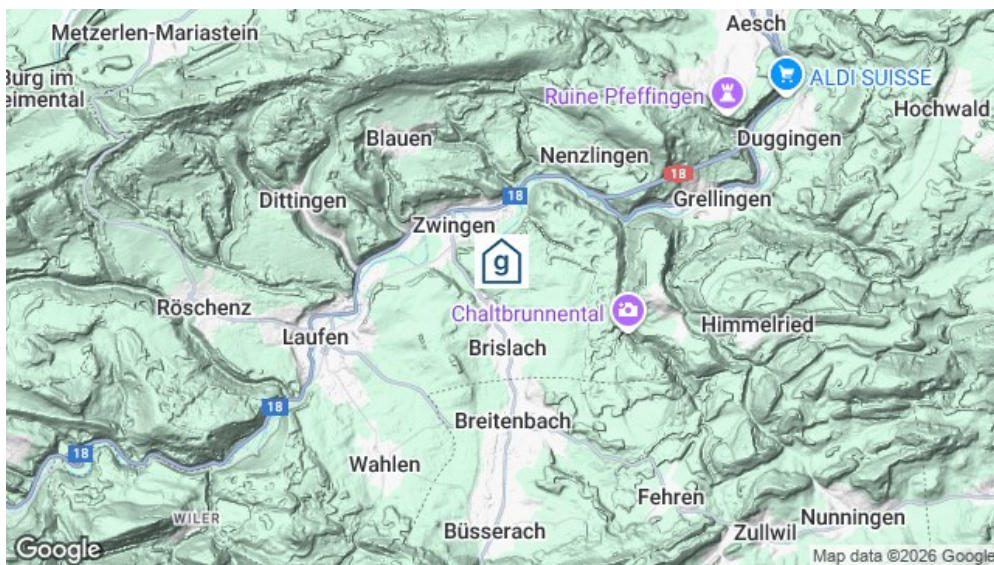 Metzerlen-Mariastein
Aesch
Burg im
eimental
Ruine Pfeffingen
ALDI SUISSE
Hochwald
Blauen
Duggingen
Nenzlingen
18
Dittingen
18
Grellingen
Zwingen
g
Röschenz
Chaltbrunnental
Himmelried
Laufen
Brislach
18
Breitenbach
18
Wahlen
Fehren
WILER
Büsserach
Zullwil
Nunningen
Google
Map data ©2026 Google